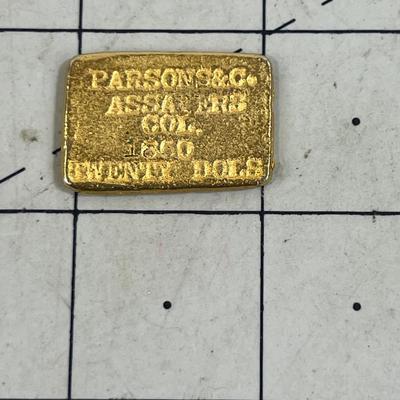 PARSONS&Co
ASSAYERS
COL.
1860
TWENTY DOLS